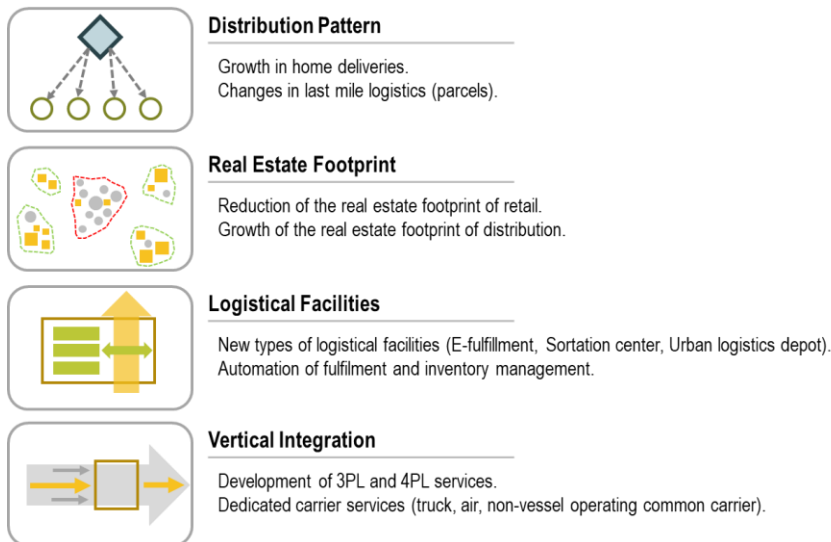 Distribution Pattern
Growth in home deliveries.
Changes in last mile logistics (parcels).
Real Estate Footprint
Reduction of the real estate footprint of retail.
Growth of the real estate footprint of distribution.
Logistical Facilities
New types of logistical facilities (E-fulfillment, Sortation center, Urban logistics depot).
Automation of fulfilment and inventory management.
Vertical Integration
Development of 3PL and 4PL services.
Dedicated carrier services (truck, air, non-vessel operating common carrier).